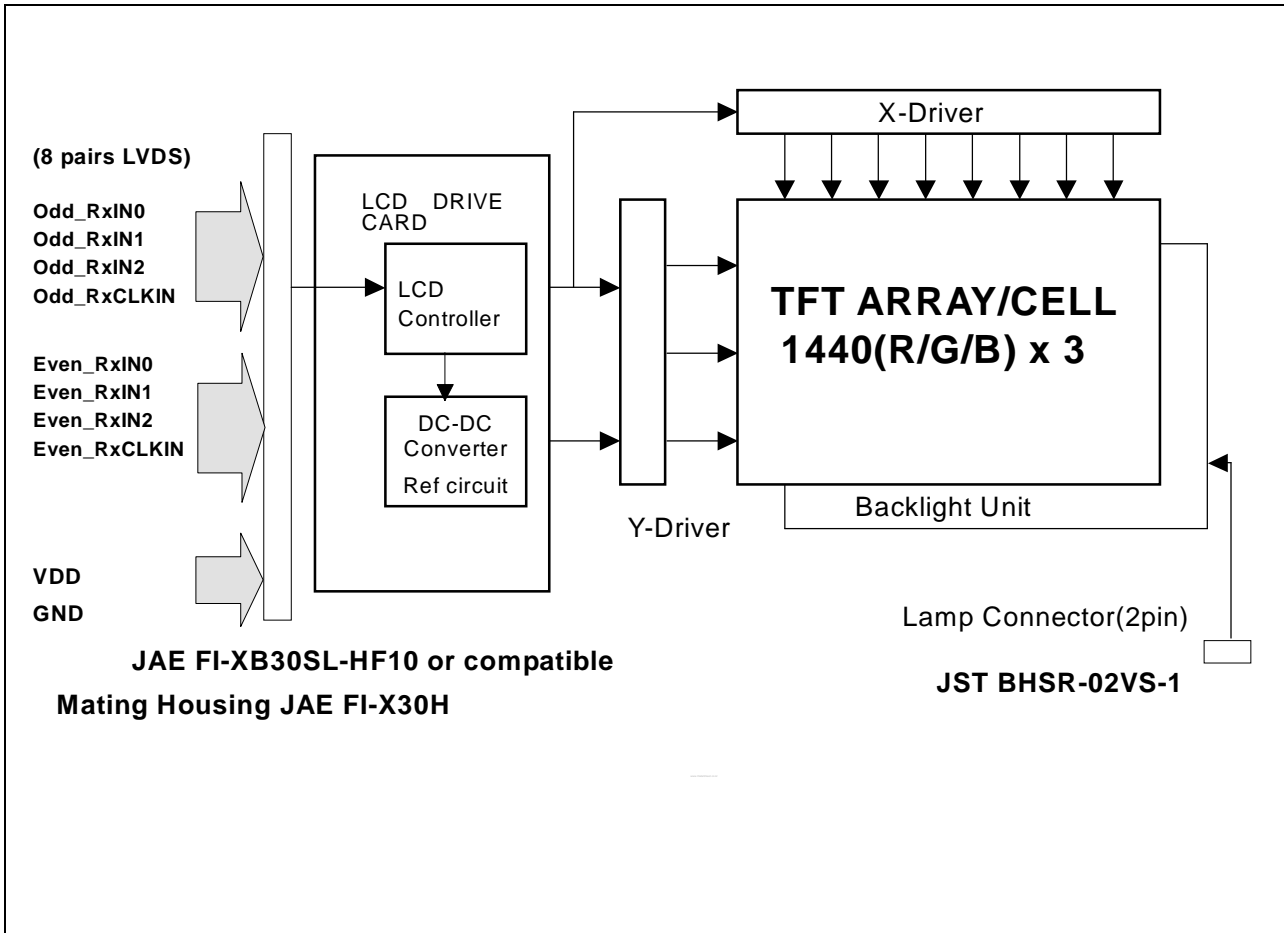 X-Driver
(8 pairs LVDS)
Odd_RxIN0
Odd_RxIN1
Odd_RxIN2
Odd_RxCLKIN
LCD DRIVE
CARD
LCD
Controller
TFT ARRAY/CELL
1440(R/G/B) x 3
Even_RxIN0
Even_RxIN1
Even_RxIN2
Even_RxCLKIN
DC-DC
Converter
Ref circuit
Y-Driver
Backlight Unit
VDD
GND
Lamp Connector(2pin)
JST BHSR-02VS-1
JAE FI-XB30SL-HF10 or compatible
Mating Housing JAE FI-X30H